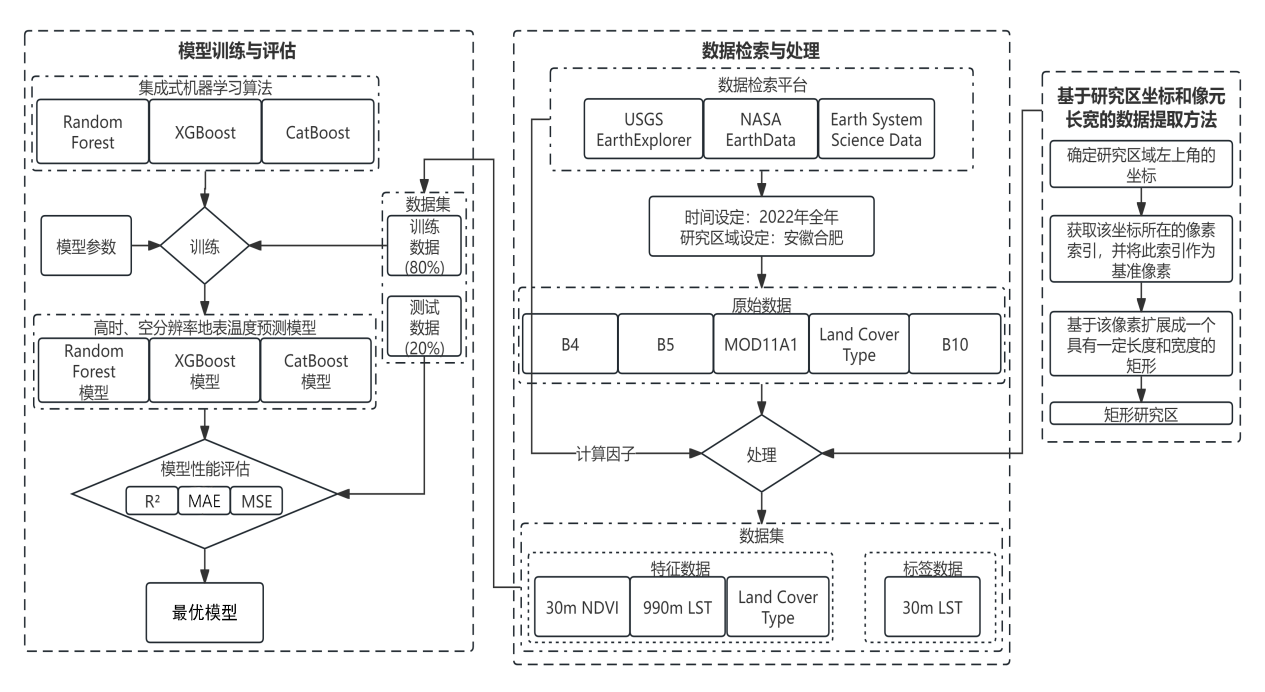 模型训练与评估
集成式机器学习算法
Random
Forest
XGBoost
CatBoost
模型参数
训练
数据集
训练
数据
(80%)
测试
数据
(20%)
高时、空分辨率地表温度预测模型
Random
Forest
模型
XGBoost
模型
CatBoost
模型
模型性能评估
R²
MAE
MSE
最优模型
数据检索与处理
数据检索平台
USGS
EarthExplorer
NASA
EarthData
Earth System
Science Data
时间设定：2022年全年
研究区域设定：安徽合肥
原始数据
B4
B5
MOD11A1
Land Cover
Type
B10
计算因子
处理
数据集
特征数据
30m NDVI
990m LST
Land Cover
Type
标签数据
30m LST
基于研究区坐标和像元
长宽的数据提取方法
确定研究区域左上角的
坐标
获取该坐标所在的像素
索引，并将此索引作为
基准像素
基于该像素扩展成一个
具有一定长度和宽度的
矩形
矩形研究区